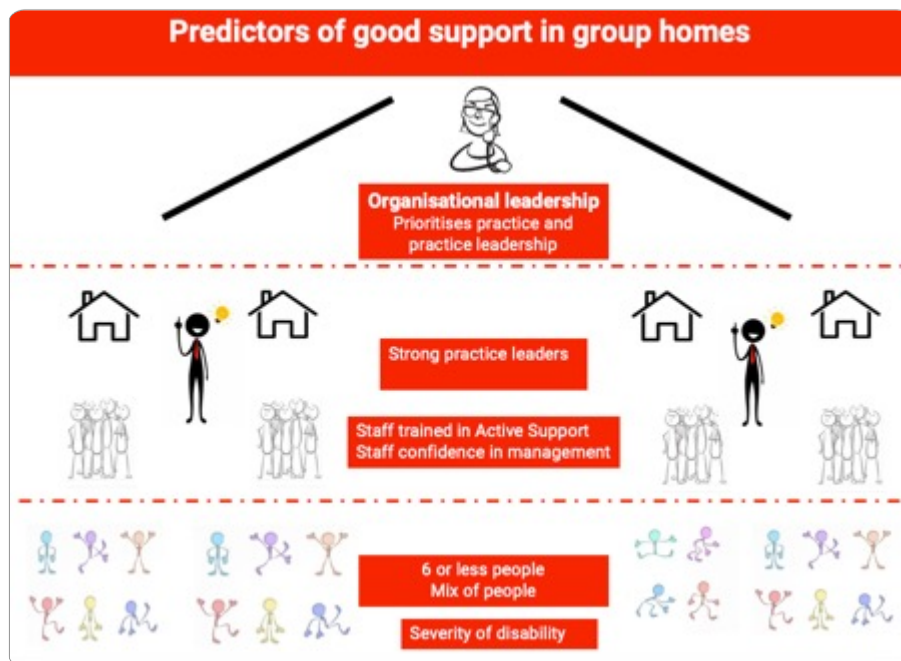 Predictors of good support in group homes
Organisational leadership
Prioritises practice and
practice leadership
Strong practice leaders
Staff trained in Active Support
Staff confidence in management
6 or less people
Mix of people
Severity of disability